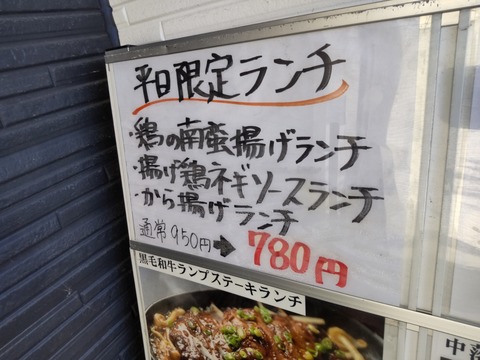 平日限定ランチ
・鶏の南蛮揚げランチ
・揚げ鶏ネギソースランチ
・から揚げランチ
通常950円➡780円
黒毛和牛ランプステーキランチ
中落